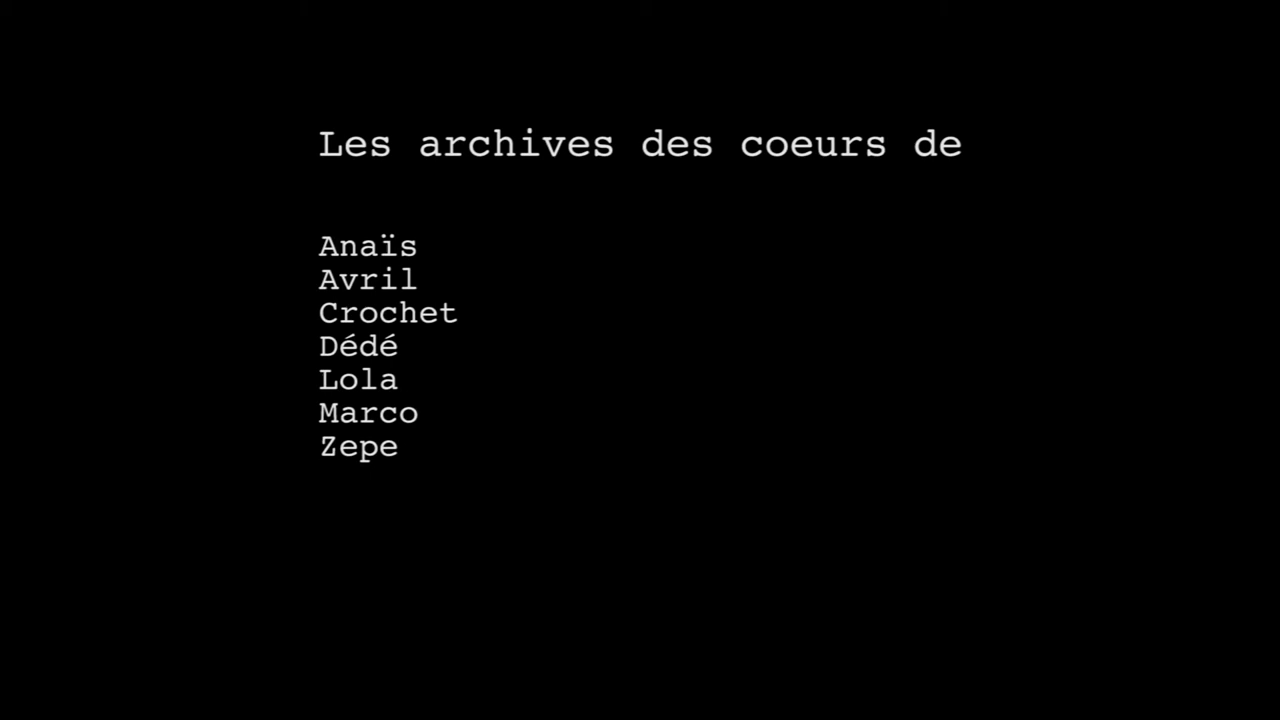 Les archives des coeurs de
Anaïs
Avril
Crochet
Dédé
Lola
Marco
Zepe